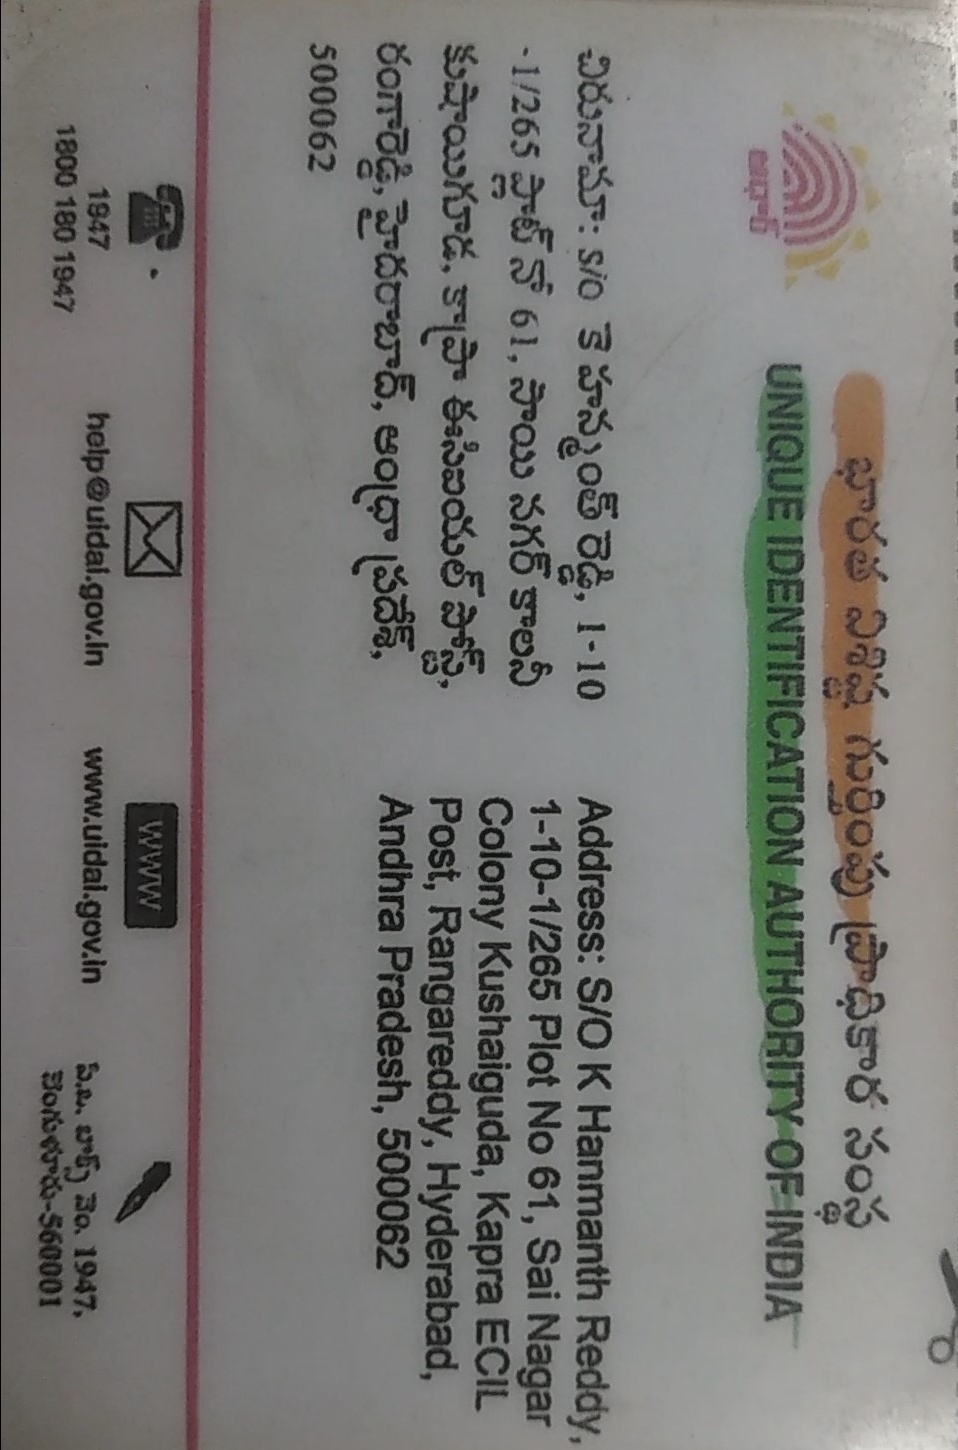 భారత విశిష్ట గుర్తింపు ప్రాధికార సంస్థ
UNIQUE IDENTIFICATION AUTHORITY OF INDIA
ఆధార్
చిరునామా: S/O కె హన్మంత్ రెడ్డి, 1-10
-1/265 ప్లాట్ నో 61, సాయి నగర్ కాలనీ
కుషాయిగూడ, కాప్రా ఈసిఐయల్ పోస్ట్,
రంగారెడ్డి, హైదరాబాద్, ఆంధ్రా ప్రదేశ్,
500062
Address: S/O K Hanmanth Reddy,
1-10-1/265 Plot No 61, Sai Nagar
Colony Kushaiguda, Kapra ECIL
Post, Rangareddy, Hyderabad,
Andhra Pradesh, 500062
1947
1800 180 1947
help@uidai.gov.in
WWW
www.uidai.gov.in
పి.బి. బాక్స్ నెం. 1947,
బెంగుళూరు-560001